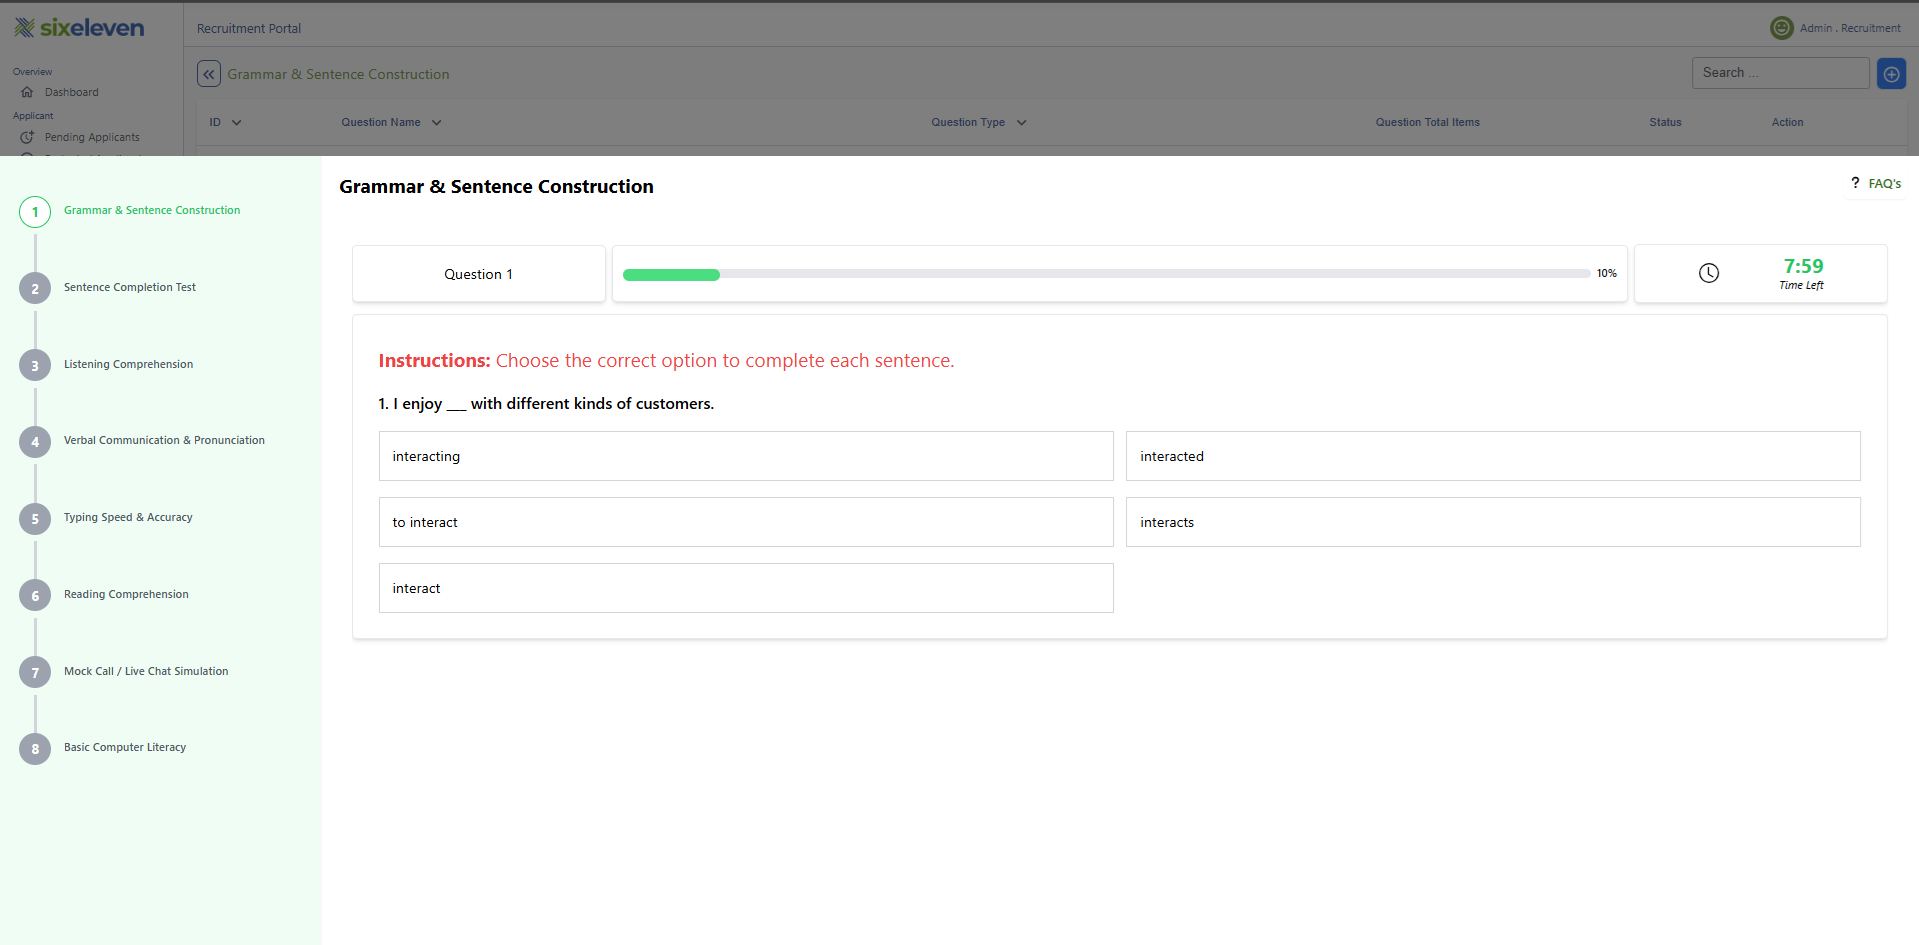 sixeleven
Recruitment Portal
Admin . Recruitment
Overview
Dashboard
Applicant
Pending Applicants
Grammar & Sentence Construction
Search ...
ID
Question Name
Question Type
Question Total Items
Status
Action
1
Grammar & Sentence Construction
2
Sentence Completion Test
3
Listening Comprehension
4
Verbal Communication & Pronunciation
5
Typing Speed & Accuracy
6
Reading Comprehension
7
Mock Call / Live Chat Simulation
8
Basic Computer Literacy
Grammar & Sentence Construction
? FAQ's
Question 1
10%
7:59
Time Left
Instructions: Choose the correct option to complete each sentence.
1. I enjoy ___ with different kinds of customers.
interacting
interacted
to interact
interacts
interact